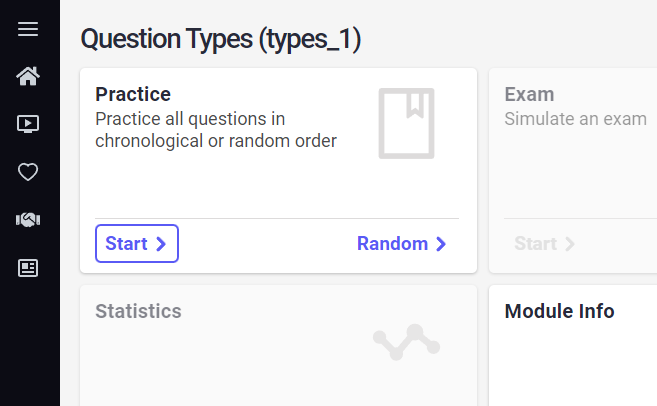 Question Types (types_1)
Practice
Practice all questions in
chronological or random order
Start
Random
Exam
Simulate an exam
Start
Statistics
Module Info